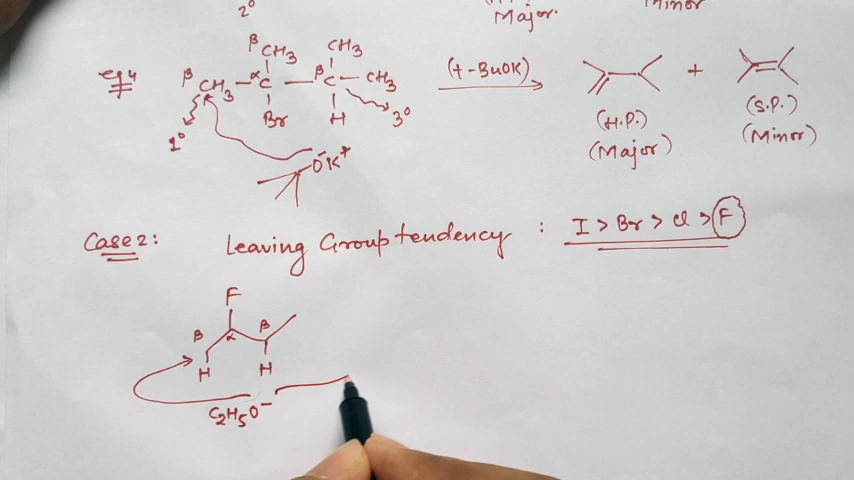 2°
Major
Minor
eg4
β CH3 - α C - β C - CH3
β CH3
CH3
Br
H
1°
3°
O-K+
(t-BuOK)
+
(H.P.)
(Major)
(S.P.)
(Minor)
Case 2: Leaving Group tendency : I > Br > Cl > F
F
β α β
H H
C2H5O-